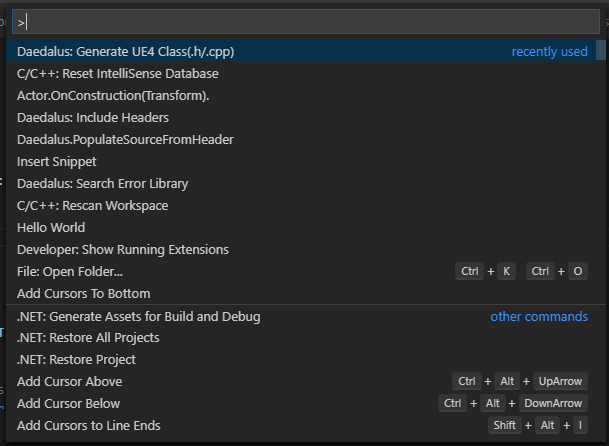 >
Daedalus: Generate UE4 Class(.h/.cpp) recently used
C/C++: Reset IntelliSense Database
Actor.OnConstruction(Transform).
Daedalus: Include Headers
Daedalus.PopulateSourceFromHeader
Insert Snippet
Daedalus: Search Error Library
C/C++: Rescan Workspace
Hello World
Developer: Show Running Extensions
File: Open Folder... Ctrl + K Ctrl + O
Add Cursors To Bottom
.NET: Generate Assets for Build and Debug other commands
.NET: Restore All Projects
.NET: Restore Project
Add Cursor Above Ctrl + Alt + UpArrow
Add Cursor Below Ctrl + Alt + DownArrow
Add Cursors to Line Ends Shift + Alt + I